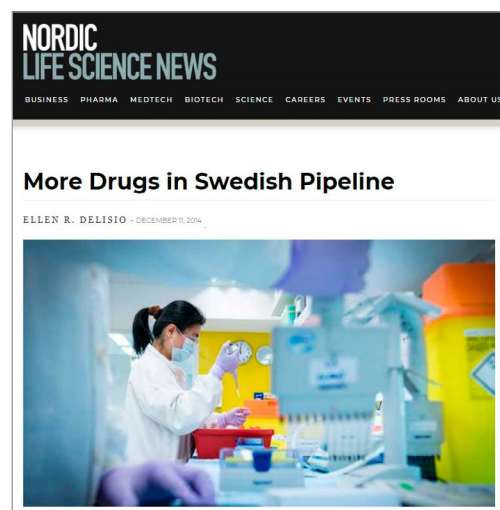 NORDIC
LIFE SCIENCE NEWS
BUSINESS PHARMA MEDTECH BIOTECH SCIENCE CAREERS EVENTS PRESS ROOMS ABOUT US
More Drugs in Swedish Pipeline
ELLEN R. DELISIO - DECEMBER 11, 2014